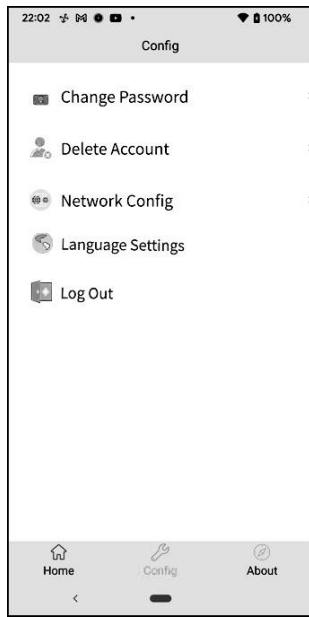 22:02 100%
Config
Change Password
Delete Account
Network Config
Language Settings
Log Out
Home Config About